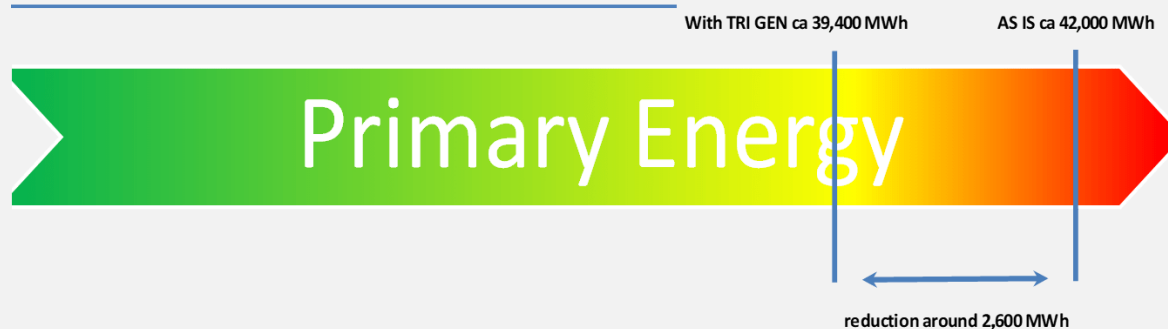 With TRI GEN ca 39,400 MWh
AS IS ca 42,000 MWh
Primary Energy
reduction around 2,600 MWh